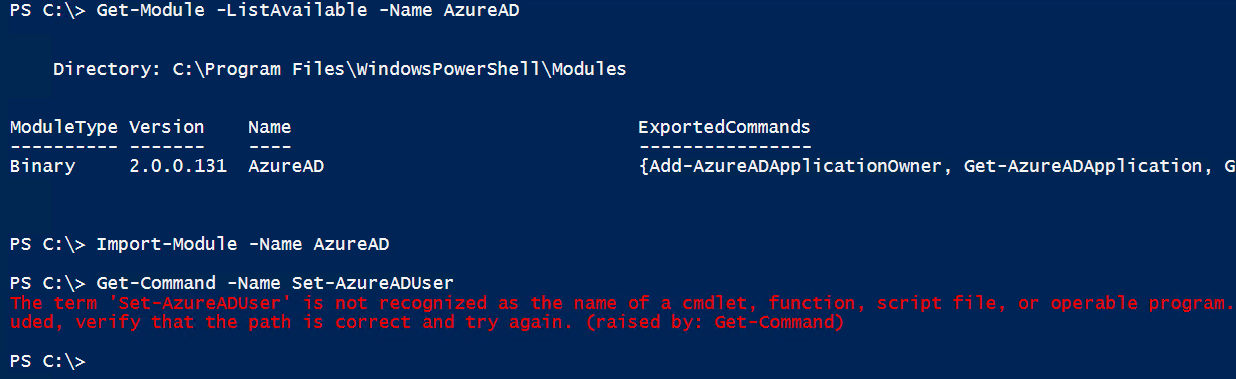 PS C:\> Get-Module -ListAvailable -Name AzureAD
Directory: C:\Program Files\WindowsPowerShell\Modules
ModuleType Version Name ExportedCommands
---------- ------- ---- ----------------
Binary 2.0.0.131 AzureAD {Add-AzureADApplicationOwner, Get-AzureADApplication, G
PS C:\> Import-Module -Name AzureAD
PS C:\> Get-Command -Name Set-AzureADUser
The term 'Set-AzureADUser' is not recognized as the name of a cmdlet, function, script file, or operable program.
uded, verify that the path is correct and try again. (raised by: Get-Command)
PS C:\>